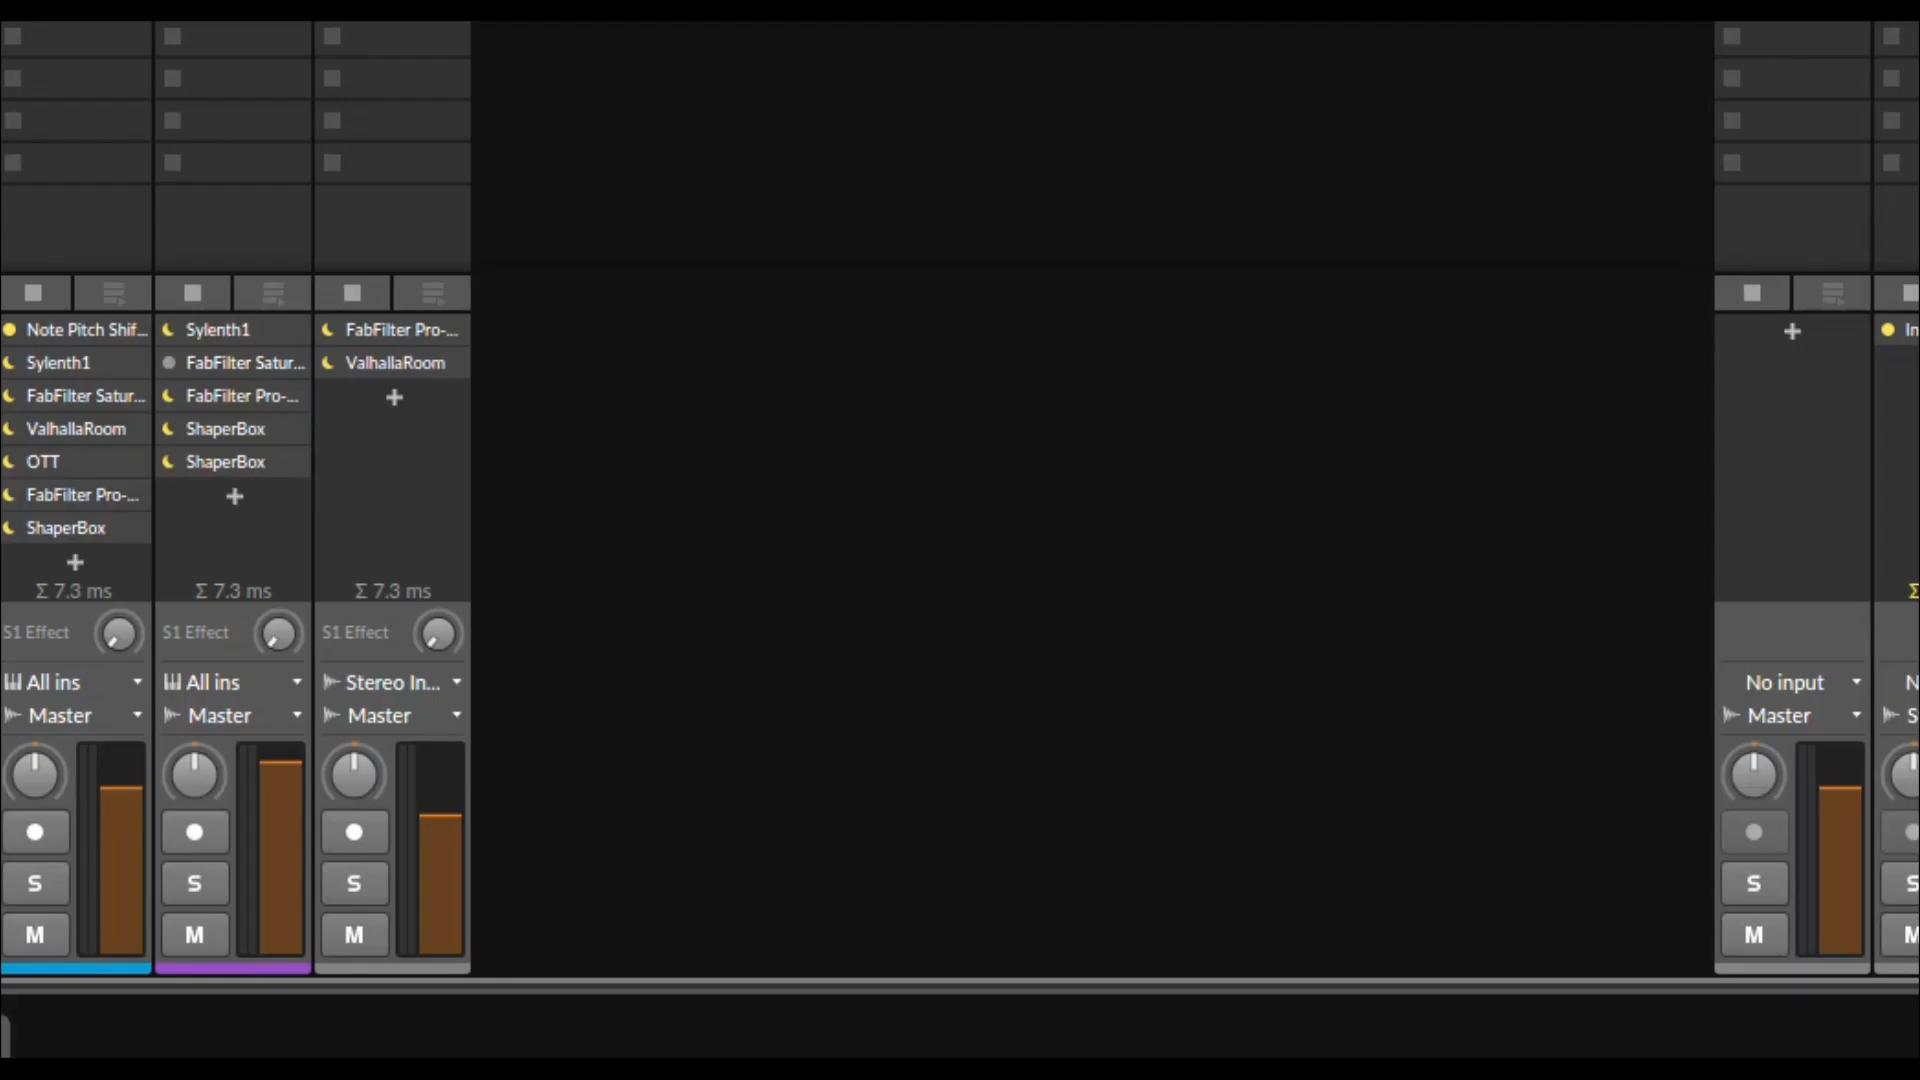 Note Pitch Shif...
Sylenth1
FabFilter Satur...
ValhallaRoom
OTT
FabFilter Pro-...
ShaperBox
Σ 7.3 ms
S1 Effect
All ins
Master
S
M
Sylenth1
FabFilter Satur...
FabFilter Pro-...
ShaperBox
ShaperBox
Σ 7.3 ms
S1 Effect
All ins
Master
S
M
FabFilter Pro-...
ValhallaRoom
Σ 7.3 ms
S1 Effect
Stereo In...
Master
S
M
No input
Master
S
M
Σ